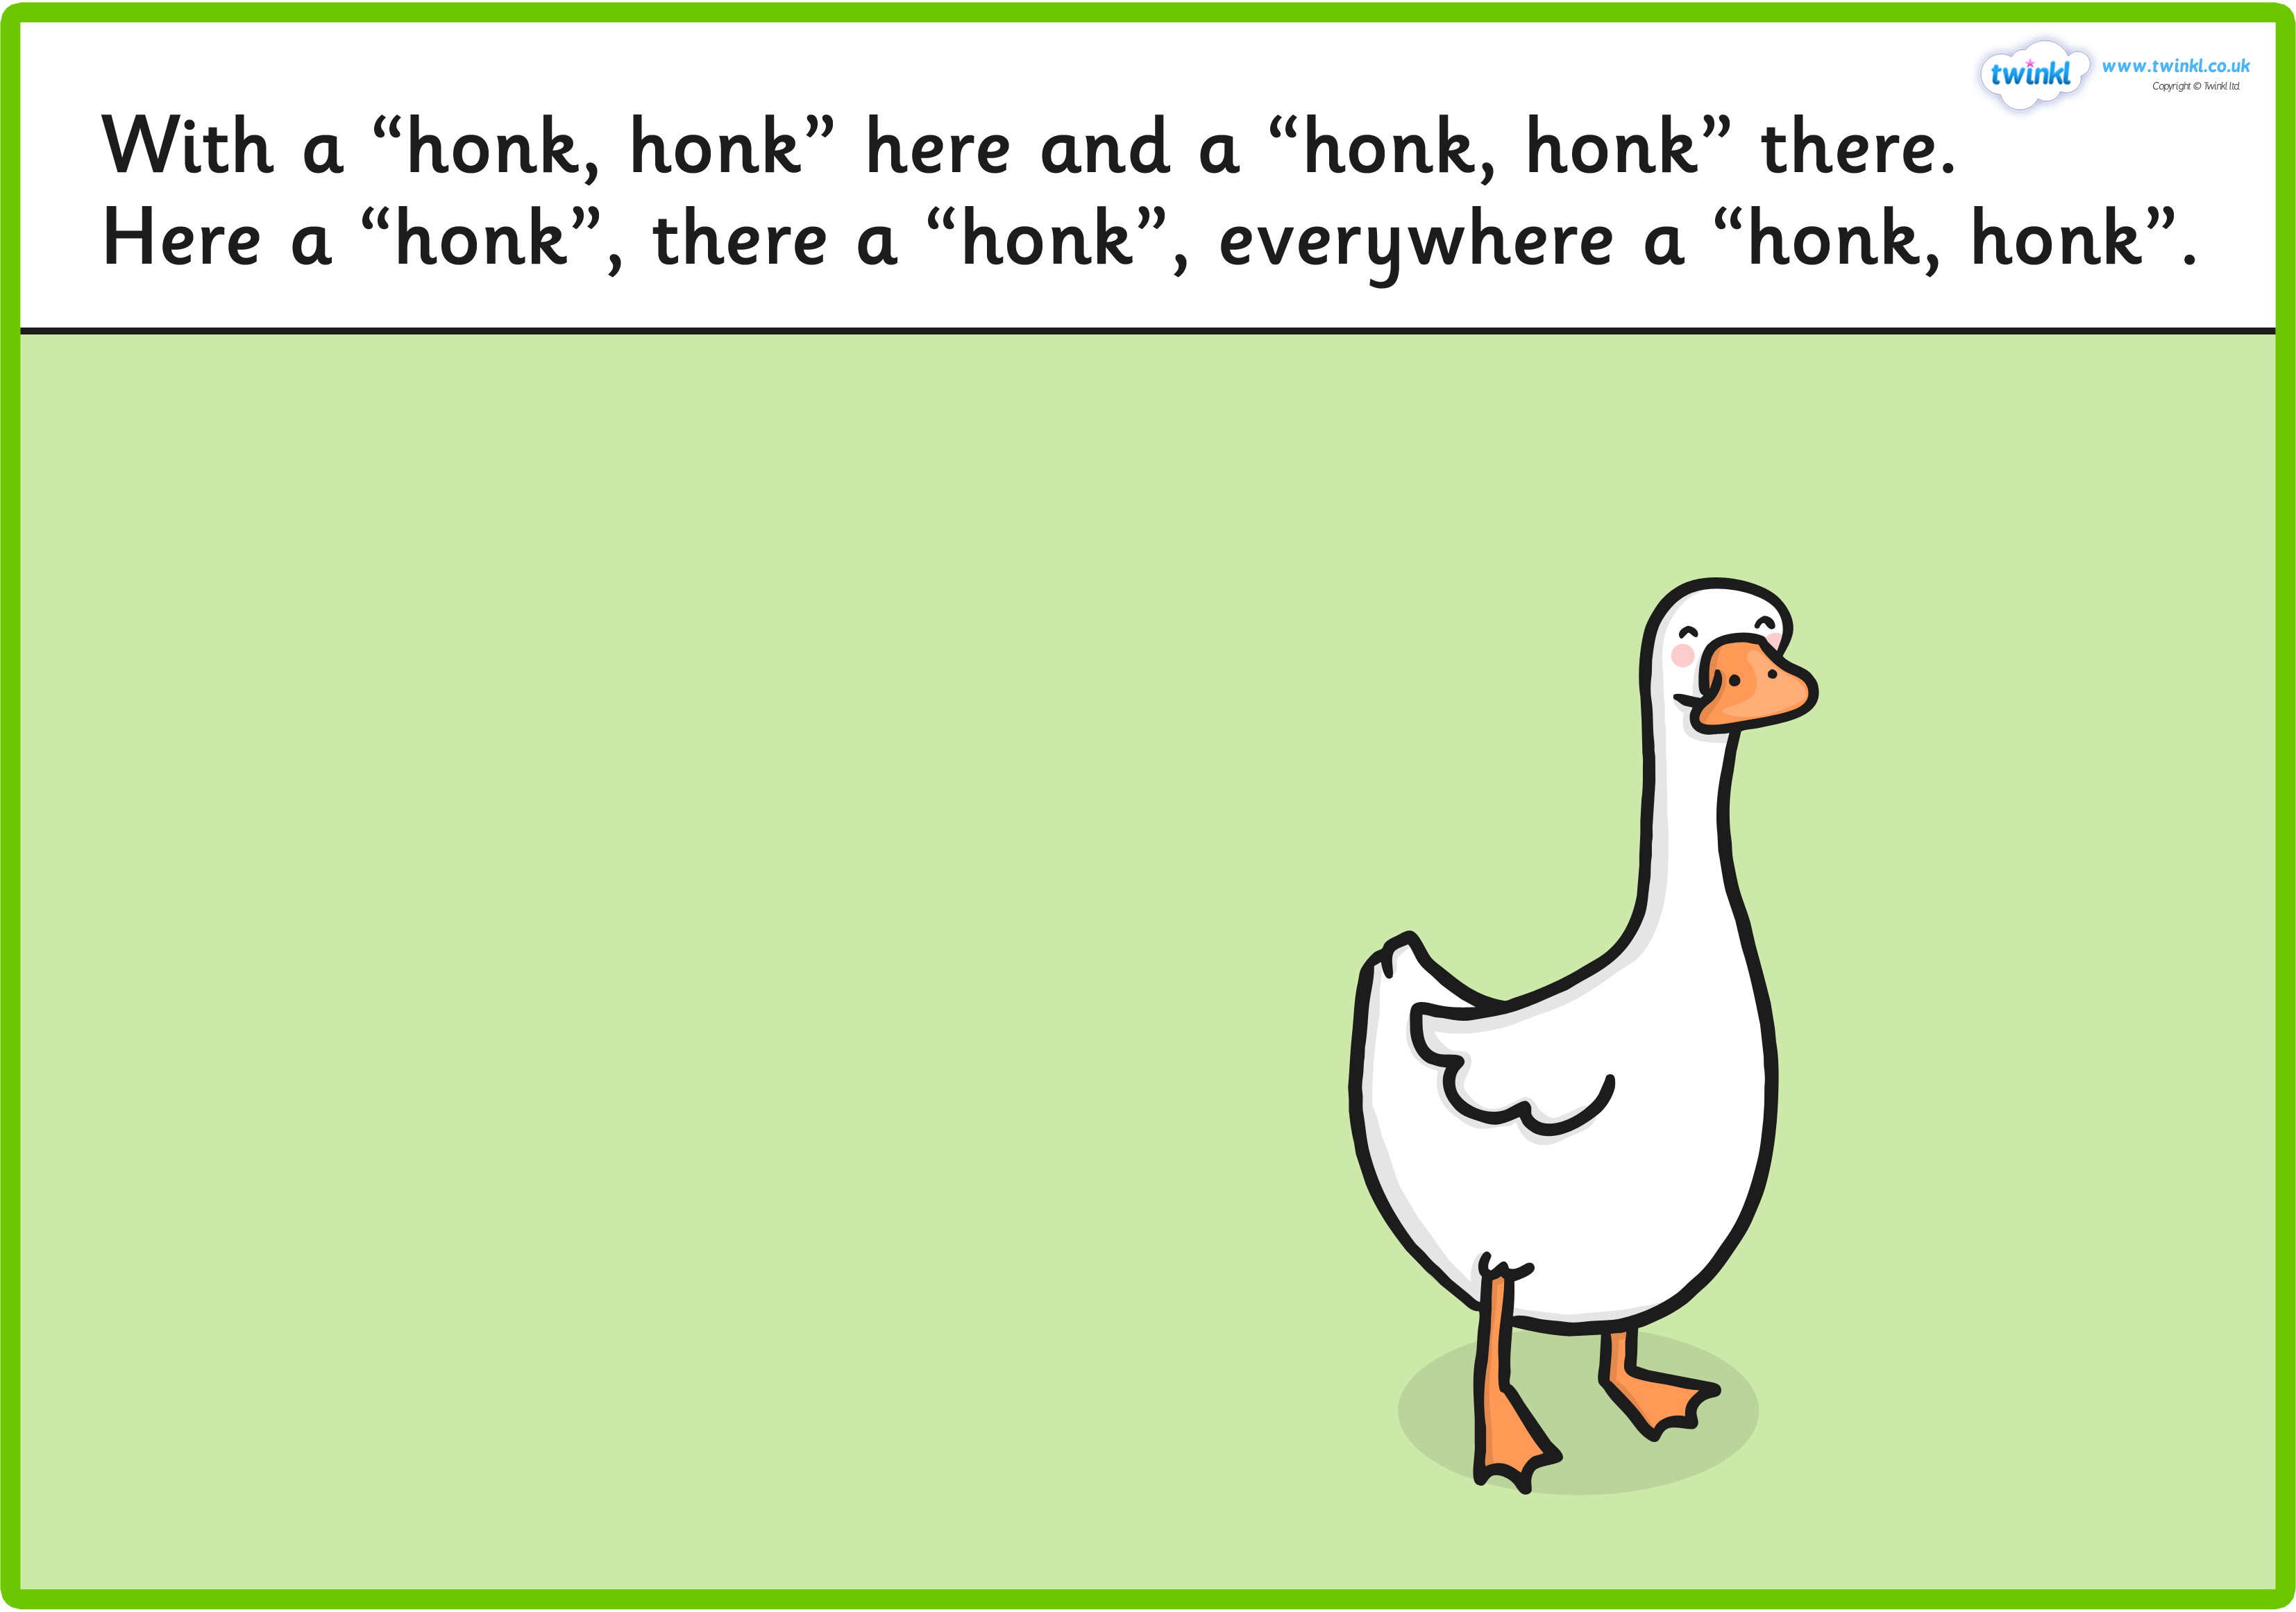 twinkl www.twinkl.co.uk
Copyright © Twinkl ltd.
With a “honk, honk” here and a “honk, honk” there.
Here a “honk”, there a “honk”, everywhere a “honk, honk”.